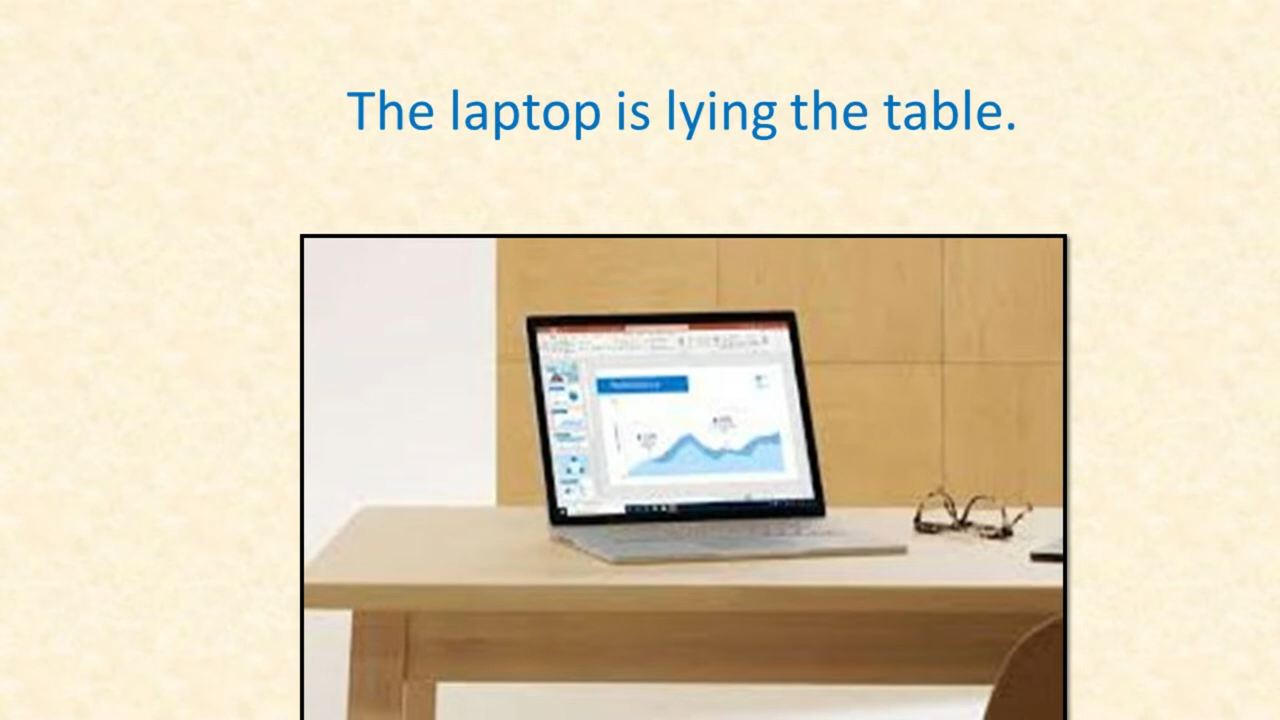 The laptop is lying the table.